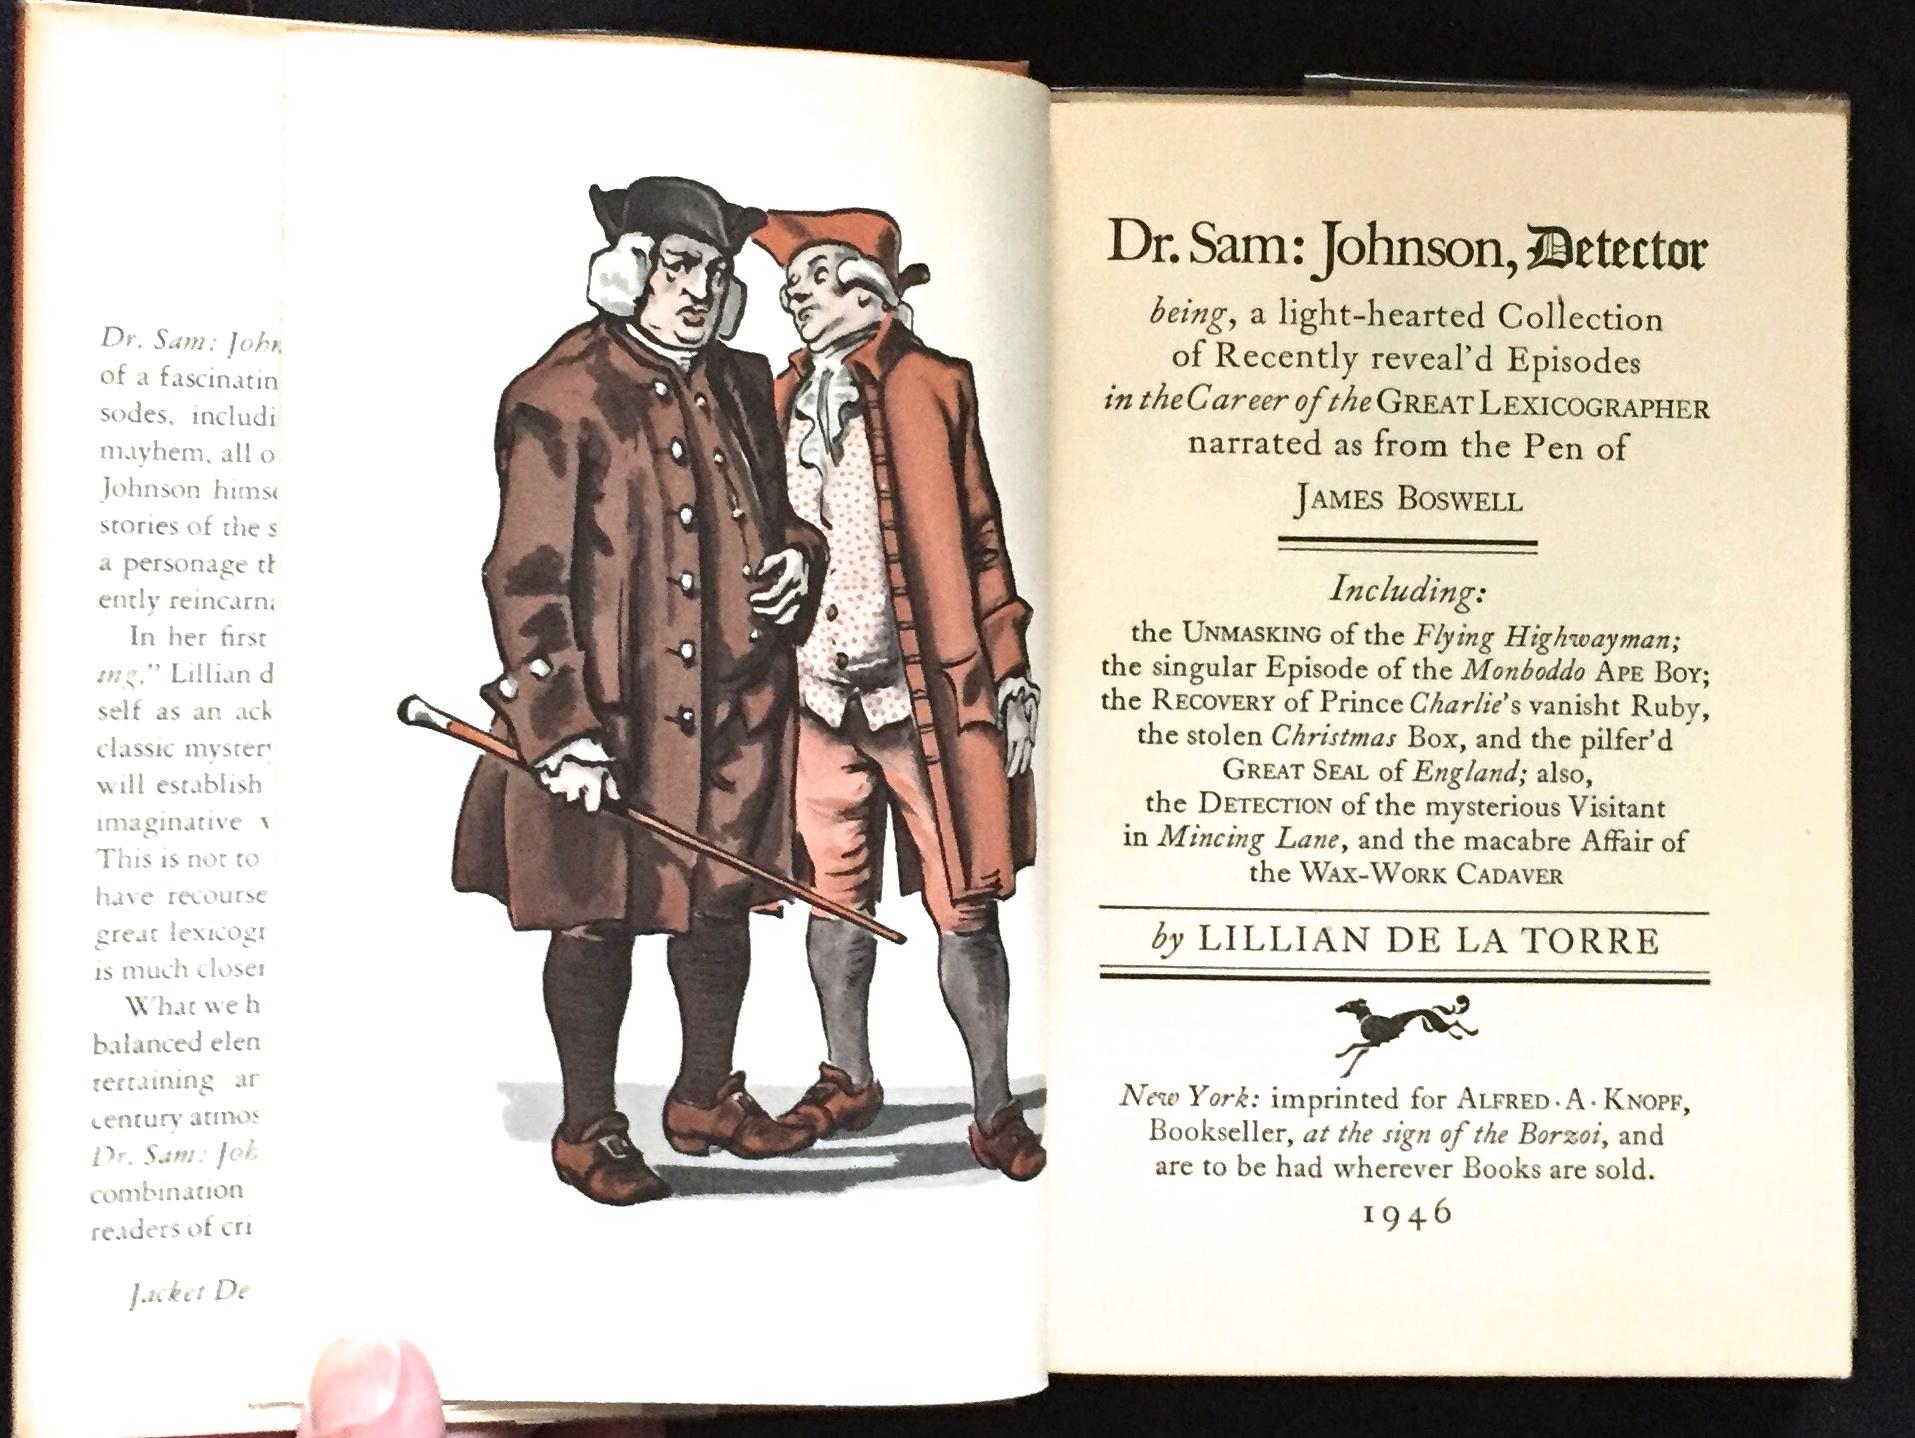 Dr. Sam: John
of a fascinatin
sodes, includi
mayhem, all o
Johnson himse
stories of the s
a personage th
ently reincarna
In her first
ing," Lillian d
self as an ack
classic mystery
will establish
imaginative v
This is not to
have recourse
great lexicogr
is much closer
What we h
balanced elen
tertaining ar
century atmos
Dr. Sam: Joh
combination
readers of cri
Jacket De
Dr. Sam: Johnson, Detector
being, a light-hearted Collection
of Recently reveal'd Episodes
in the Career of the GREAT LEXICOGRAPHER
narrated as from the Pen of
JAMES BOSWELL
Including:
the UNMASKING of the Flying Highwayman;
the singular Episode of the Monboddo APE BOY;
the RECOVERY of Prince Charlie's vanisht Ruby,
the stolen Christmas Box, and the pilfer'd
GREAT SEAL of England; also,
the DETECTION of the mysterious Visitant
in Mincing Lane, and the macabre Affair of
the WAX-WORK CADAVER
by LILLIAN DE LA TORRE
New York: imprinted for ALFRED · A · KNOPF,
Bookseller, at the sign of the Borzoi, and
are to be had wherever Books are sold.
1946